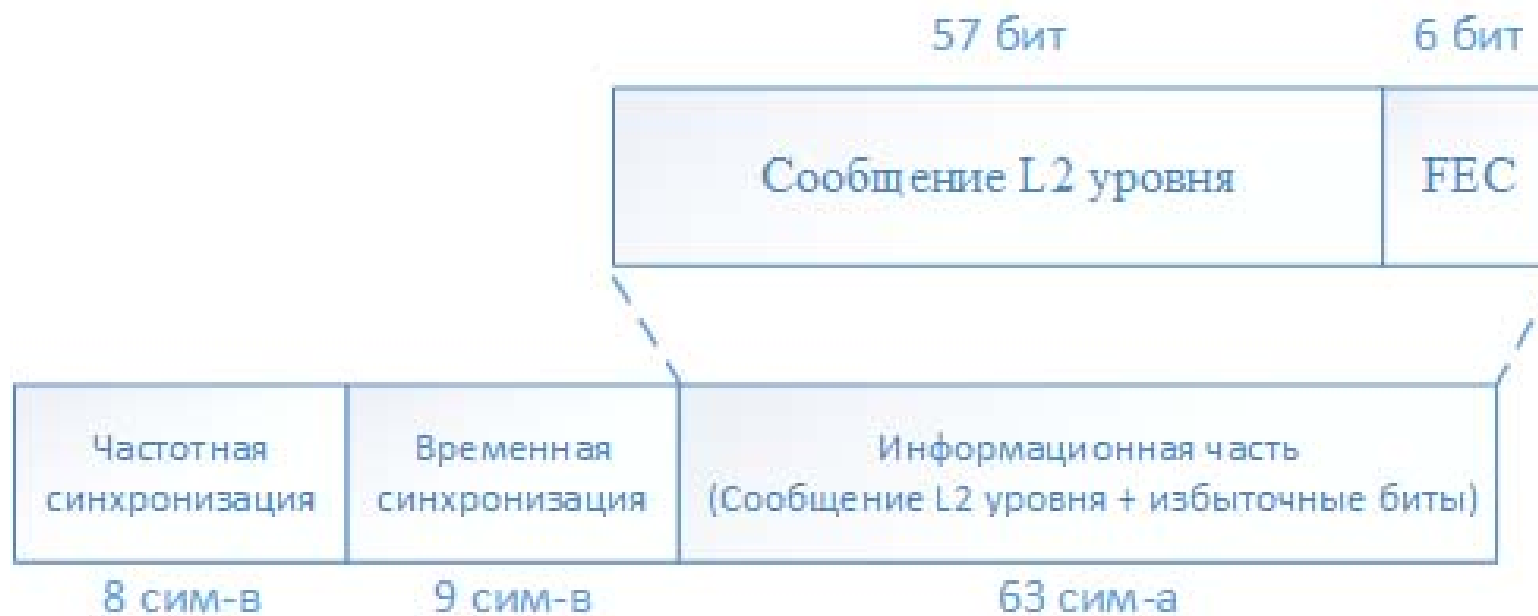 57 бит 6 бит
Сообщение L2 уровня FEC
Частотная
синхронизация
Временная
синхронизация
Информационная часть
(Сообщение L2 уровня + избыточные биты)
8 сим-в 9 сим-в 63 сим-а